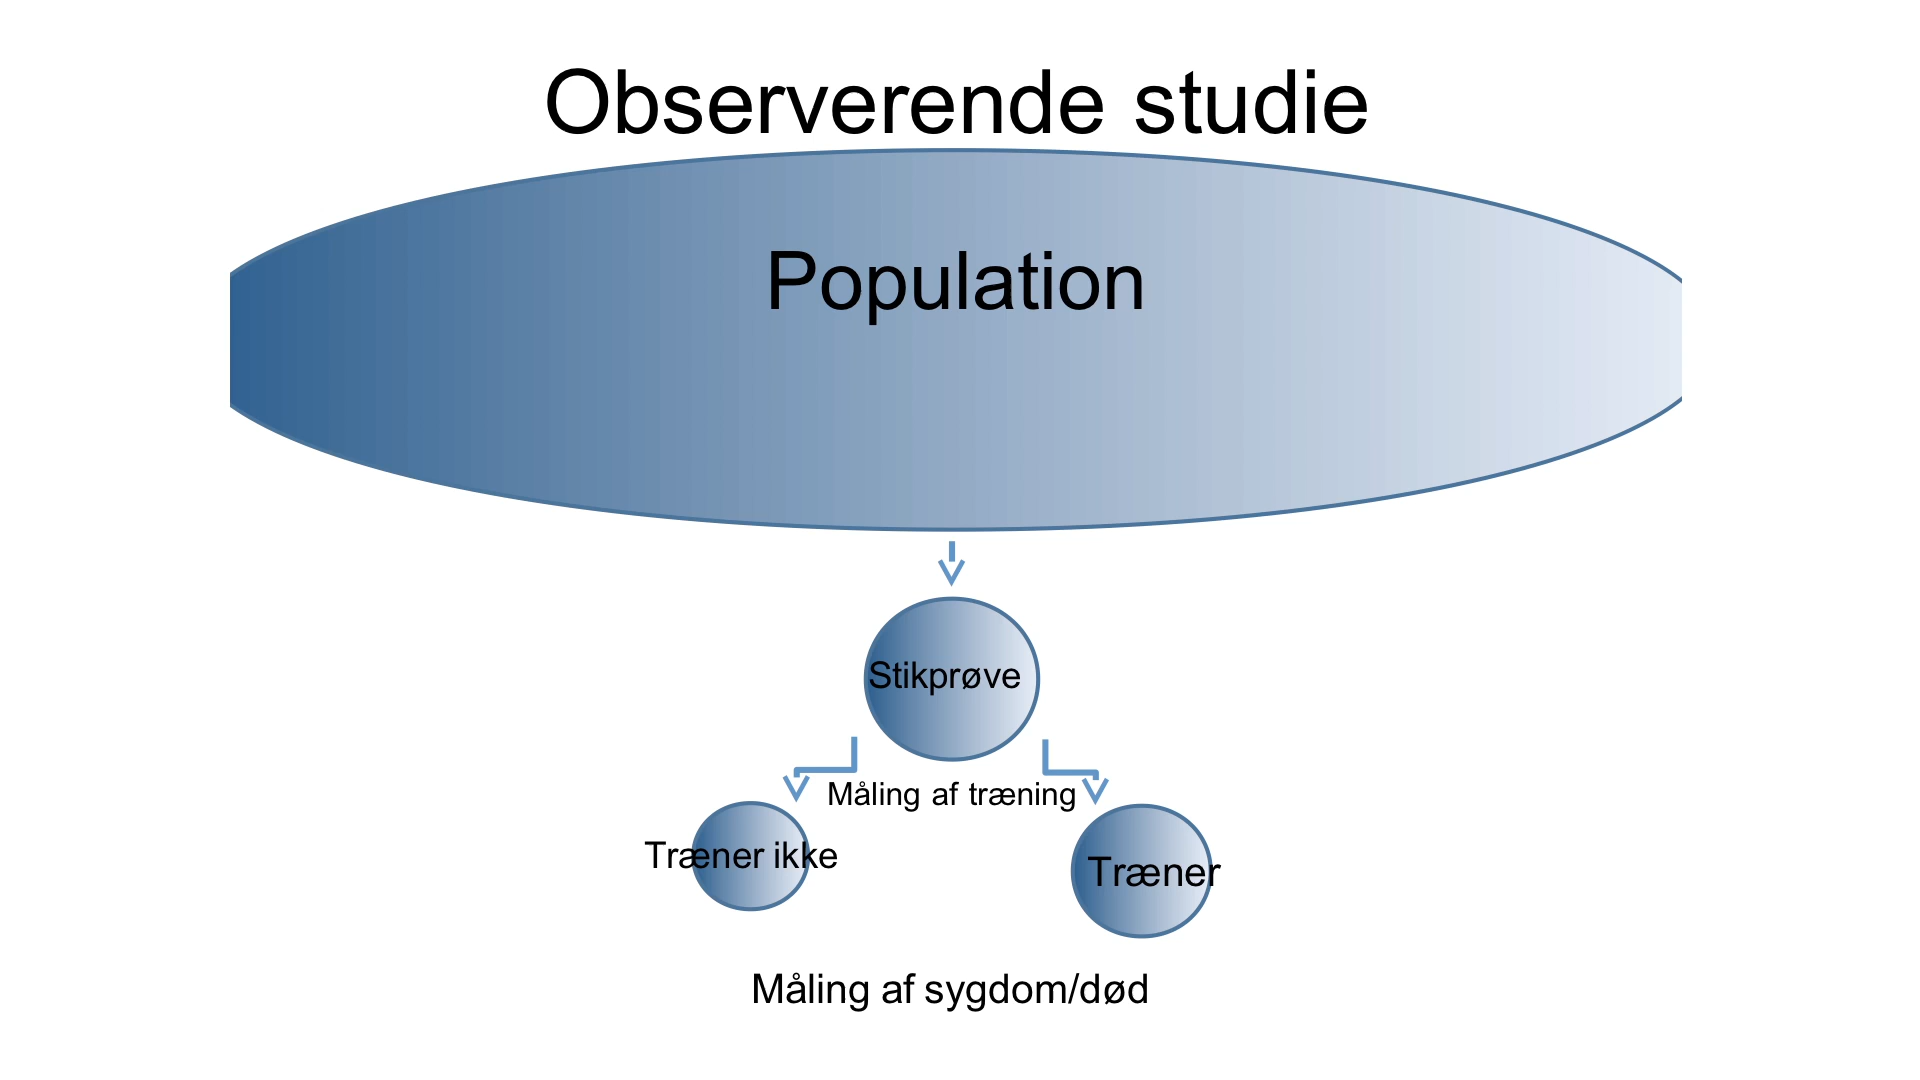 Observerende studie
Population
Stikprøve
Måling af træning
Træner ikke
Træner
Måling af sygdom/død